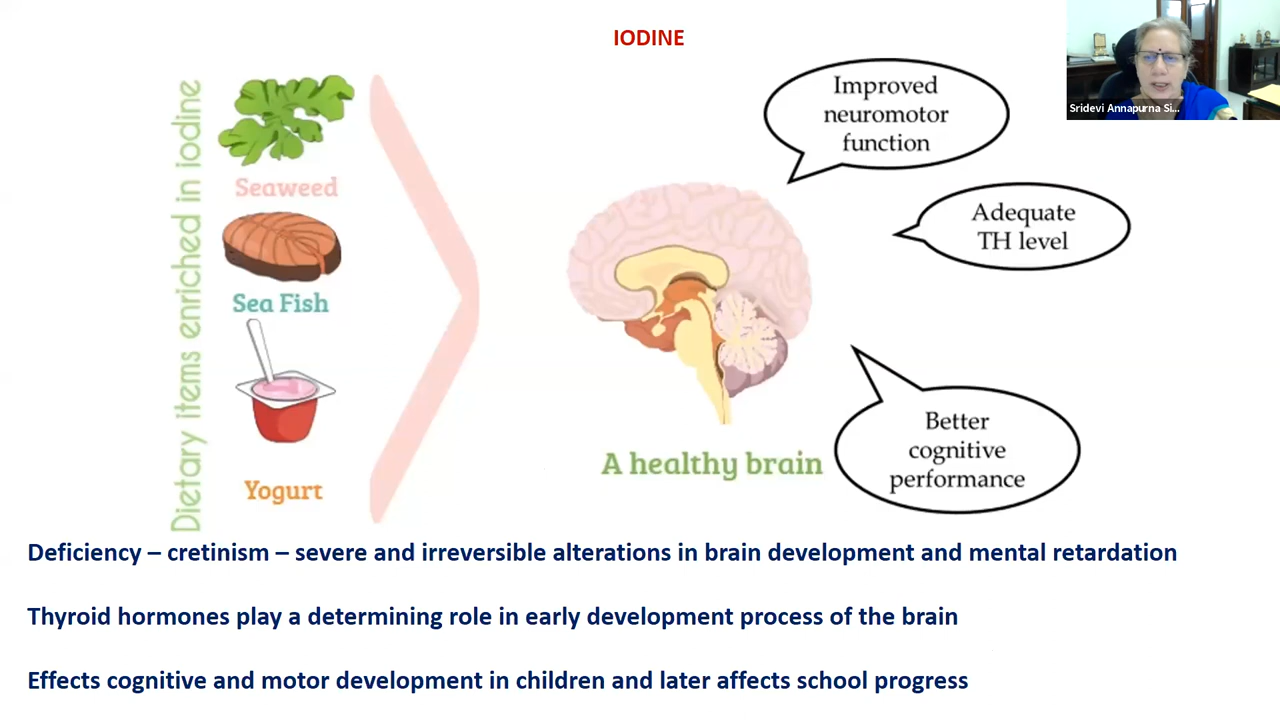 IODINE
Sridevi Annapurna Si...
Dietary items enriched in iodine
Seaweed
Sea Fish
Yogurt
Improved
neuromotor
function
Adequate
TH level
A healthy brain
Better
cognitive
performance
Deficiency – cretinism – severe and irreversible alterations in brain development and mental retardation
Thyroid hormones play a determining role in early development process of the brain
Effects cognitive and motor development in children and later affects school progress